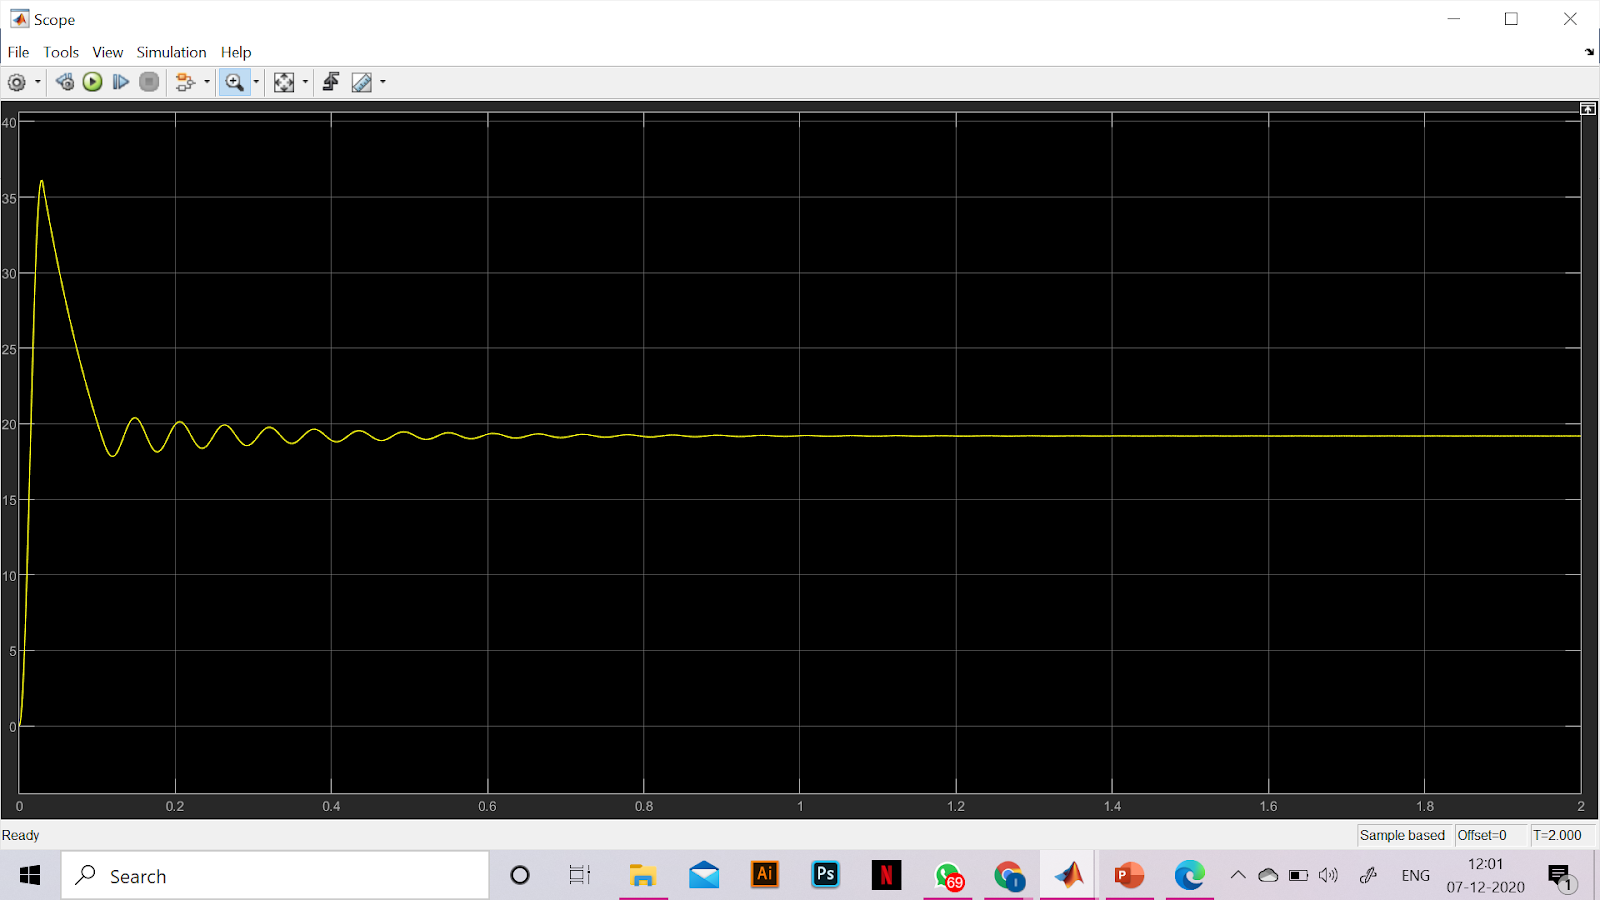 Scope
File Tools View Simulation Help
40
35
30
25
20
15
10
5
0
0 0.2 0.4 0.6 0.8 1 1.2 1.4 1.6 1.8 2
Ready
Sample based Offset=0 T=2.000
Search
Ai
Ps
N
69
I
P
ENG
12:01
07-12-2020
1